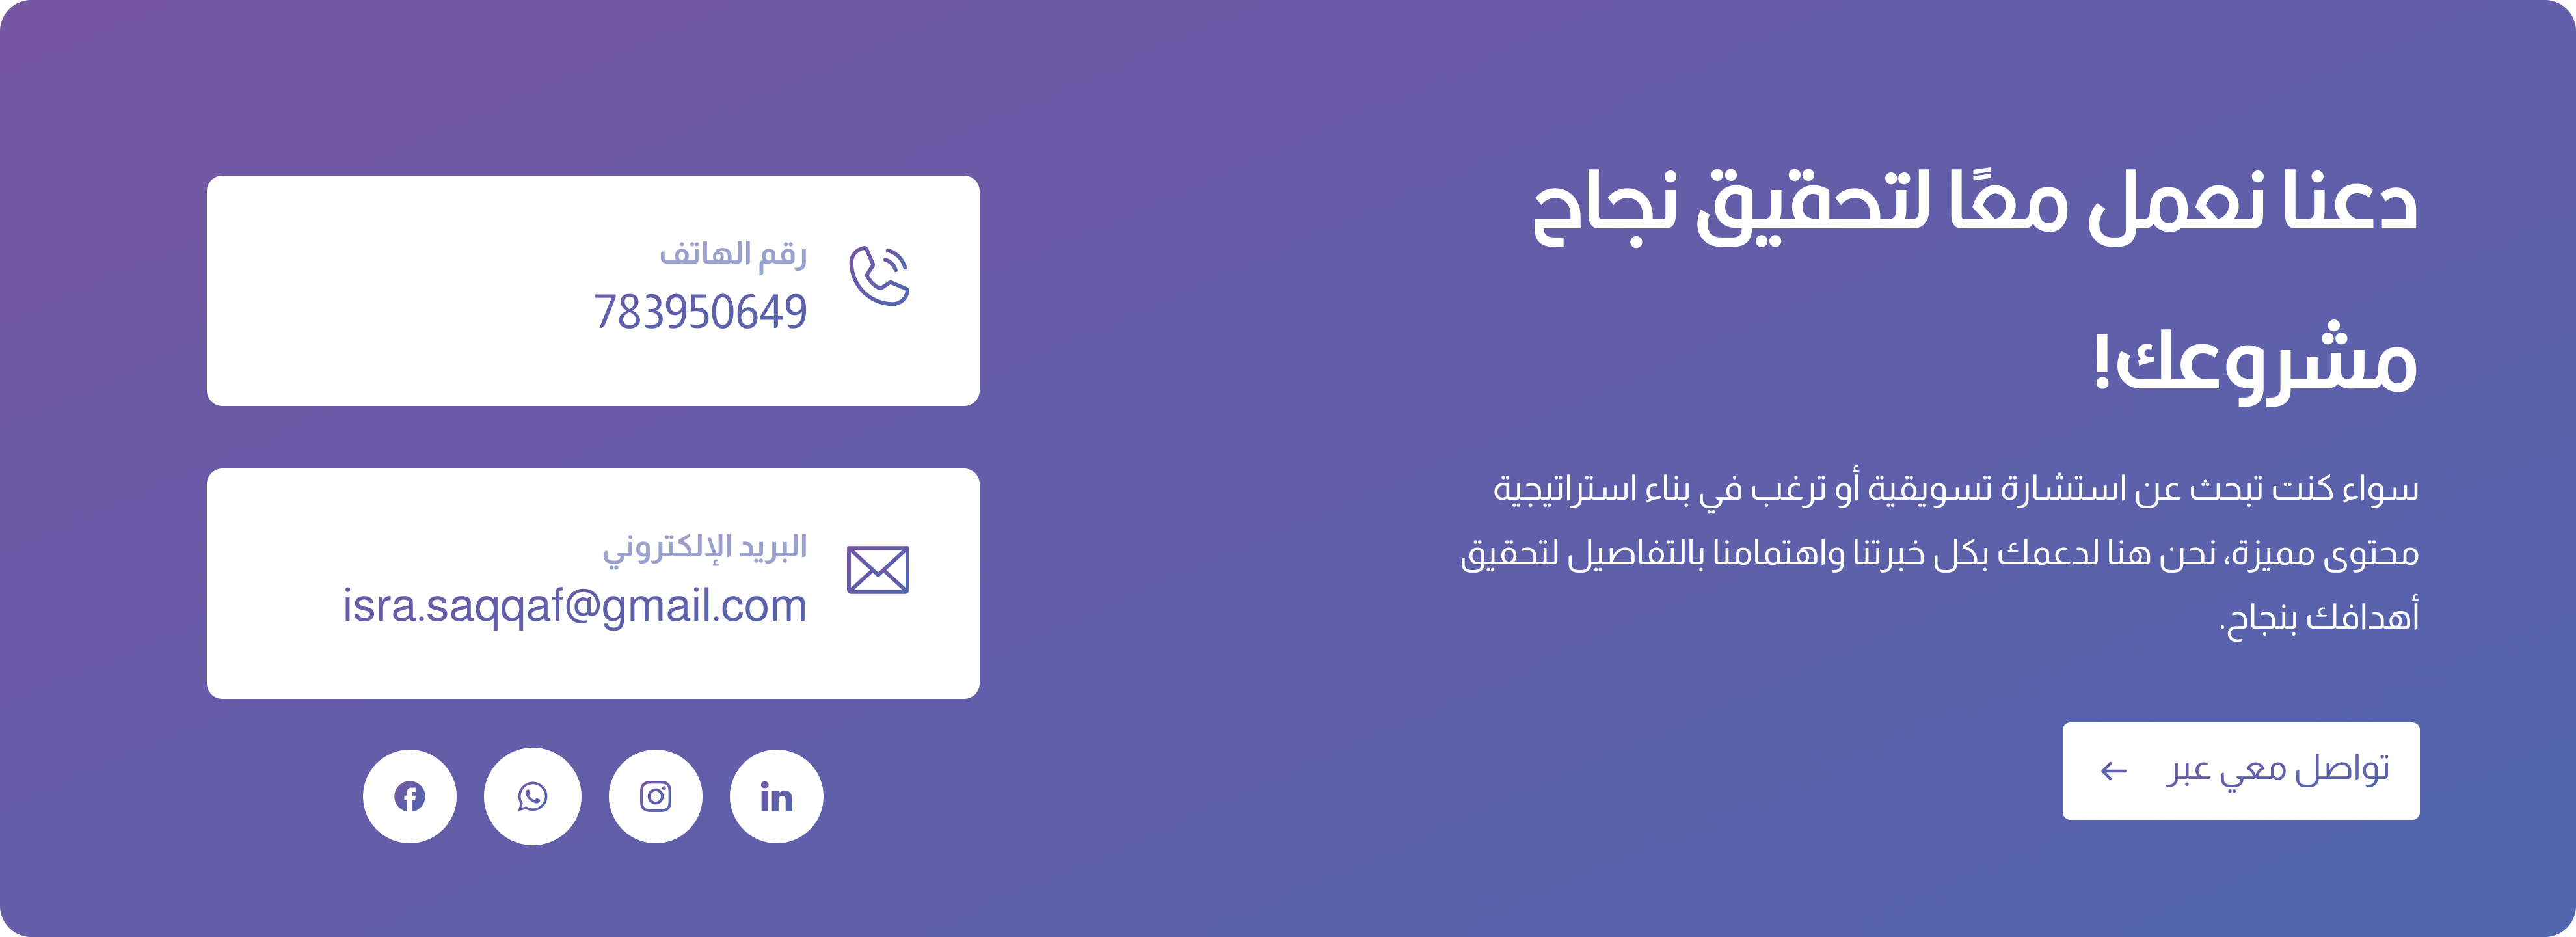 دعنا نعمل معًا لتحقيق نجاح
مشروعك!
سواء كنت تبحث عن استشارة تسويقية أو ترغب في بناء استراتيجية
محتوى مميزة، نحن هنا لدعمك بكل خبرتنا واهتمامنا بالتفاصيل لتحقيق
أهدافك بنجاح.
تواصل معي عبر
رقم الهاتف
783950649
البريد الإلكتروني
isra.saqqaf@gmail.com
in